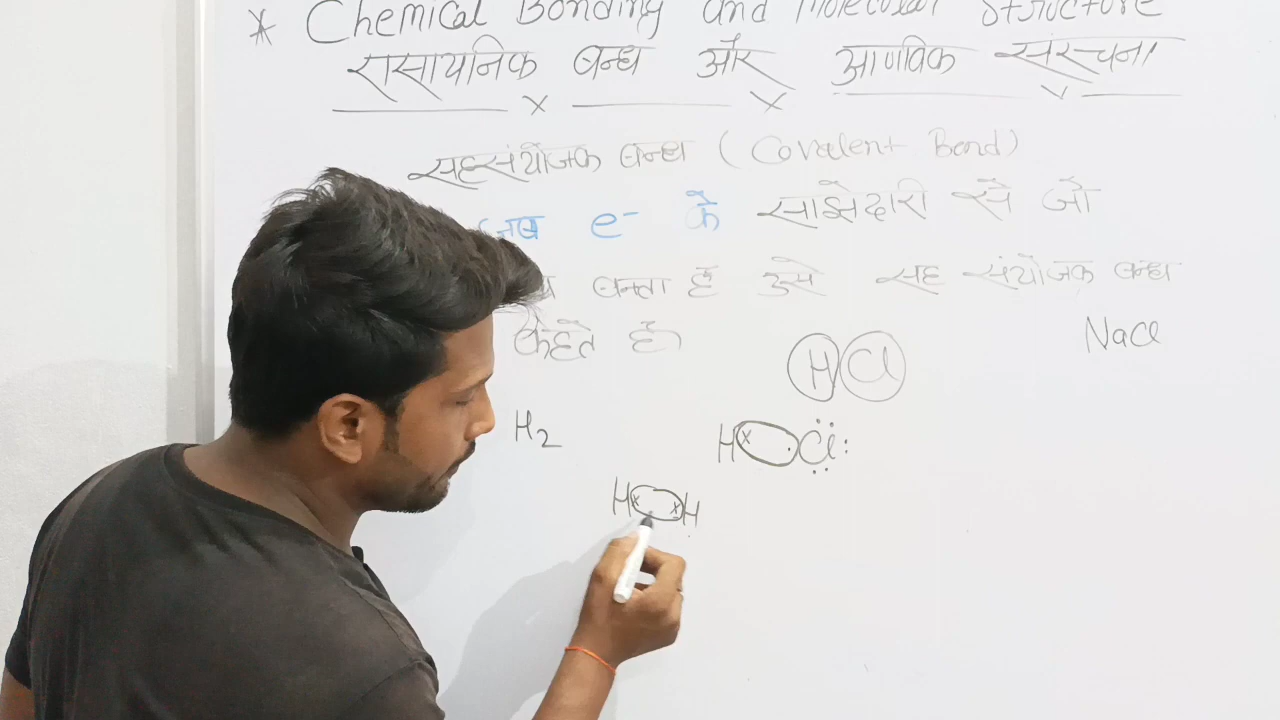 * Chemical Bonding and Molecular Structure
रासायनिक बन्ध और आणविक संरचना
सहसंयोजक बन्ध (Covalent Bond)
जब e- के साझेदारी से जो
बनता है उसे सह संयोजक बन्ध
कहते है।
NaCl
H Cl
H2
H x . Cl
H x x H